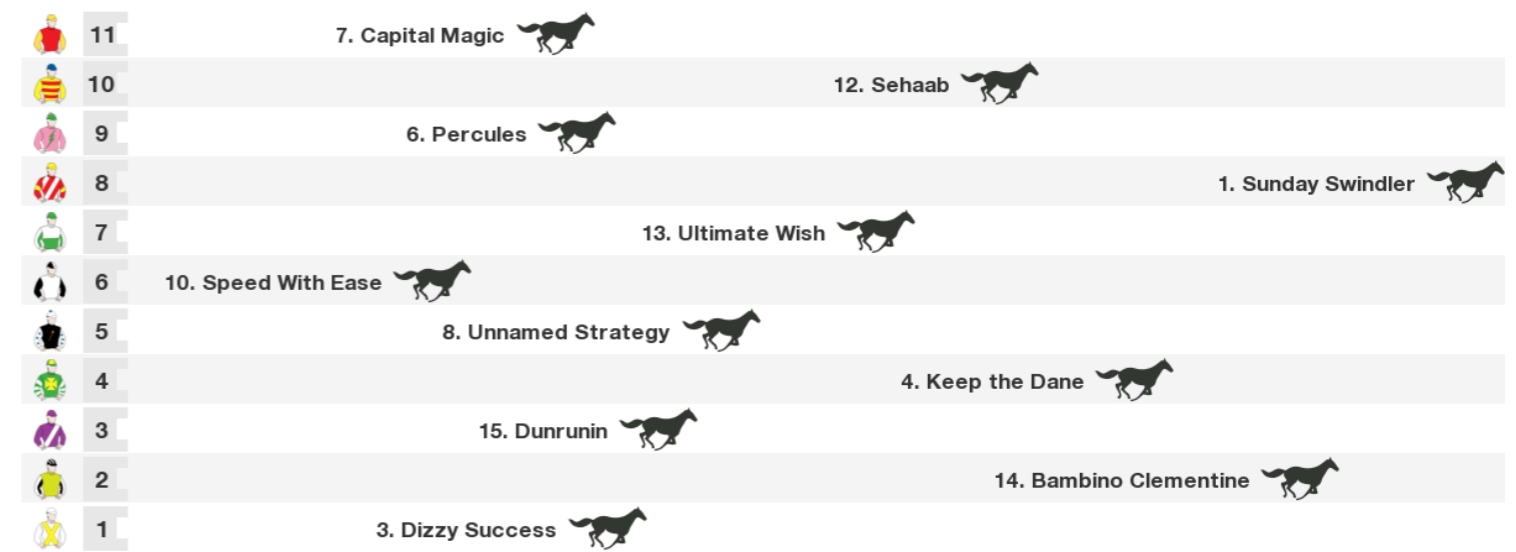 11 7. Capital Magic
10 12. Sehaab
9 6. Percules
8 1. Sunday Swindler
7 13. Ultimate Wish
6 10. Speed With Ease
5 8. Unnamed Strategy
4 4. Keep the Dane
3 15. Dunrunin
2 14. Bambino Clementine
1 3. Dizzy Success